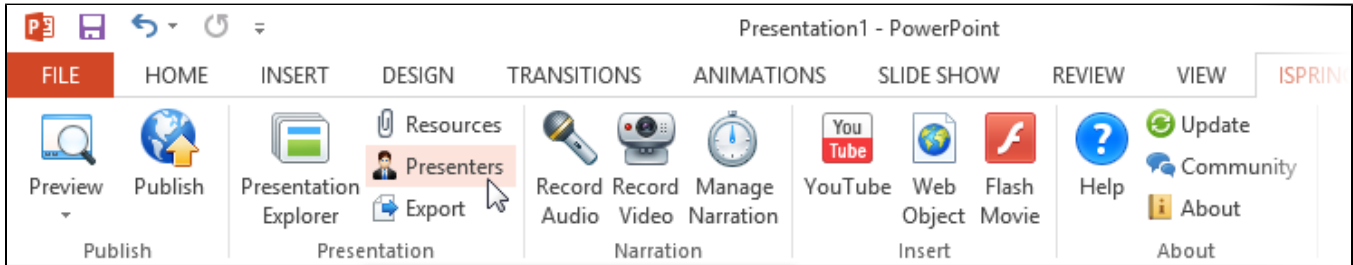 Presentation1 - PowerPoint
FILE HOME INSERT DESIGN TRANSITIONS ANIMATIONS SLIDE SHOW REVIEW VIEW ISPRIN
Preview
Publish
Publish
Presentation
Explorer
Resources
Presenters
Export
Presentation
Record
Audio
Record
Video
Manage
Narration
Narration
You
Tube
YouTube
Web
Object
Flash
Movie
Insert
?
Help
Update
Community
About
About